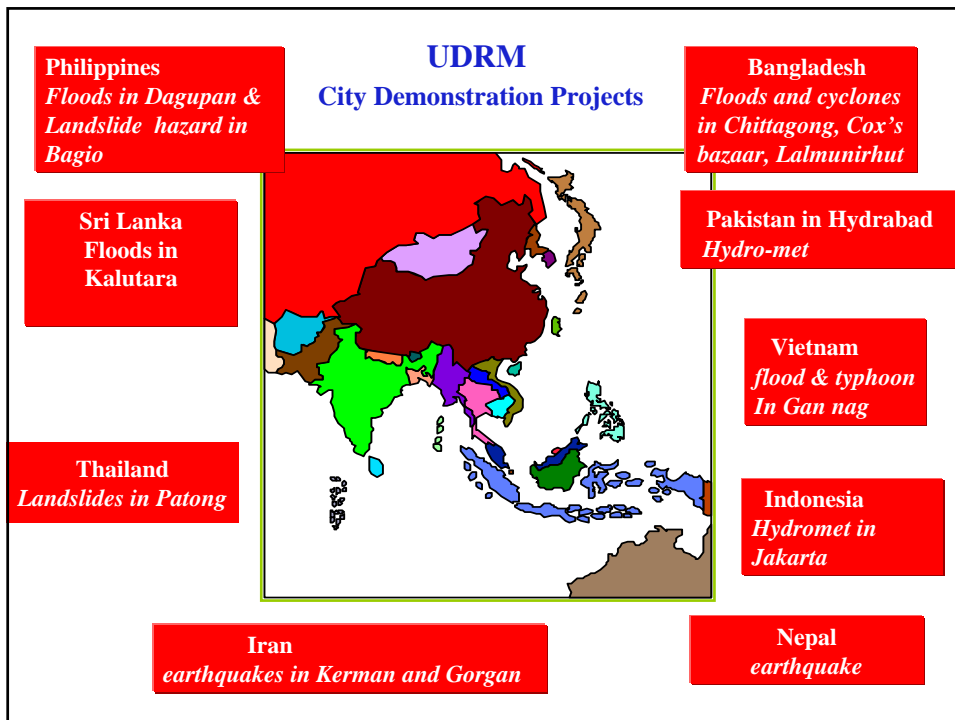 UDRM
City Demonstration Projects
Philippines
Floods in Dagupan &
Landslide hazard in
Bagio
Bangladesh
Floods and cyclones
in Chittagong, Cox’s
bazaar, Lalmunirhut
Sri Lanka
Floods in
Kalutara
Pakistan in Hydrabad
Hydro-met
Vietnam
flood & typhoon
In Gan nag
Thailand
Landslides in Patong
Indonesia
Hydromet in
Jakarta
Iran
earthquakes in Kerman and Gorgan
Nepal
earthquake